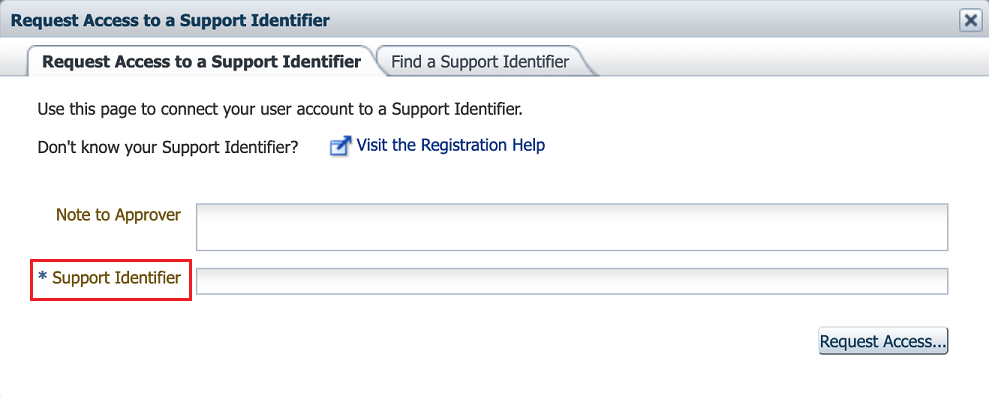 Request Access to a Support Identifier
Request Access to a Support Identifier
Find a Support Identifier
Use this page to connect your user account to a Support Identifier.
Don't know your Support Identifier? Visit the Registration Help
Note to Approver
* Support Identifier
Request Access...